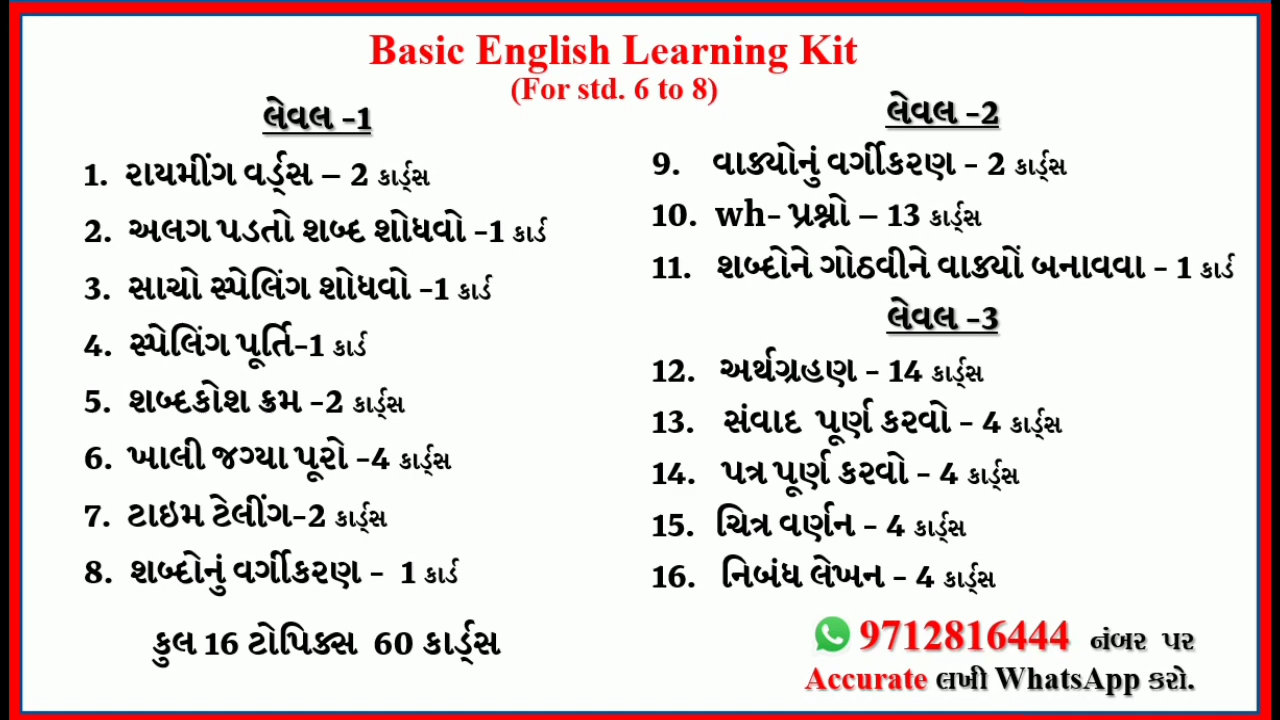 Basic English Learning Kit
(For std. 6 to 8)
લેવલ -1
1. રાયમીંગ વર્ડ્સ – 2 કાર્ડ્સ
2. અલગ પડતો શબ્દ શોધવો -1 કાર્ડ
3. સાચો સ્પેલિંગ શોધવો -1 કાર્ડ
4. સ્પેલિંગ પૂર્તિ-1 કાર્ડ
5. શબ્દકોશ ક્રમ -2 કાર્ડ્સ
6. ખાલી જગ્યા પૂરો -4 કાર્ડ્સ
7. ટાઇમ ટેલીંગ-2 કાર્ડ્સ
8. શબ્દોનું વર્ગીકરણ - 1 કાર્ડ
કુલ 16 ટોપિક્સ 60 કાર્ડ્સ
લેવલ -2
9. વાક્યોનું વર્ગીકરણ - 2 કાર્ડ્સ
10. wh- પ્રશ્નો – 13 કાર્ડ્સ
11. શબ્દોને ગોઠવીને વાક્યોં બનાવવા - 1 કાર્ડ
લેવલ -3
12. અર્થગ્રહણ - 14 કાર્ડ્સ
13. સંવાદ પૂર્ણ કરવો - 4 કાર્ડ્સ
14. પત્ર પૂર્ણ કરવો - 4 કાર્ડ્સ
15. ચિત્ર વર્ણન - 4 કાર્ડ્સ
16. નિબંધ લેખન - 4 કાર્ડ્સ
9712816444 નંબર પર
Accurate લખી WhatsApp કરો.